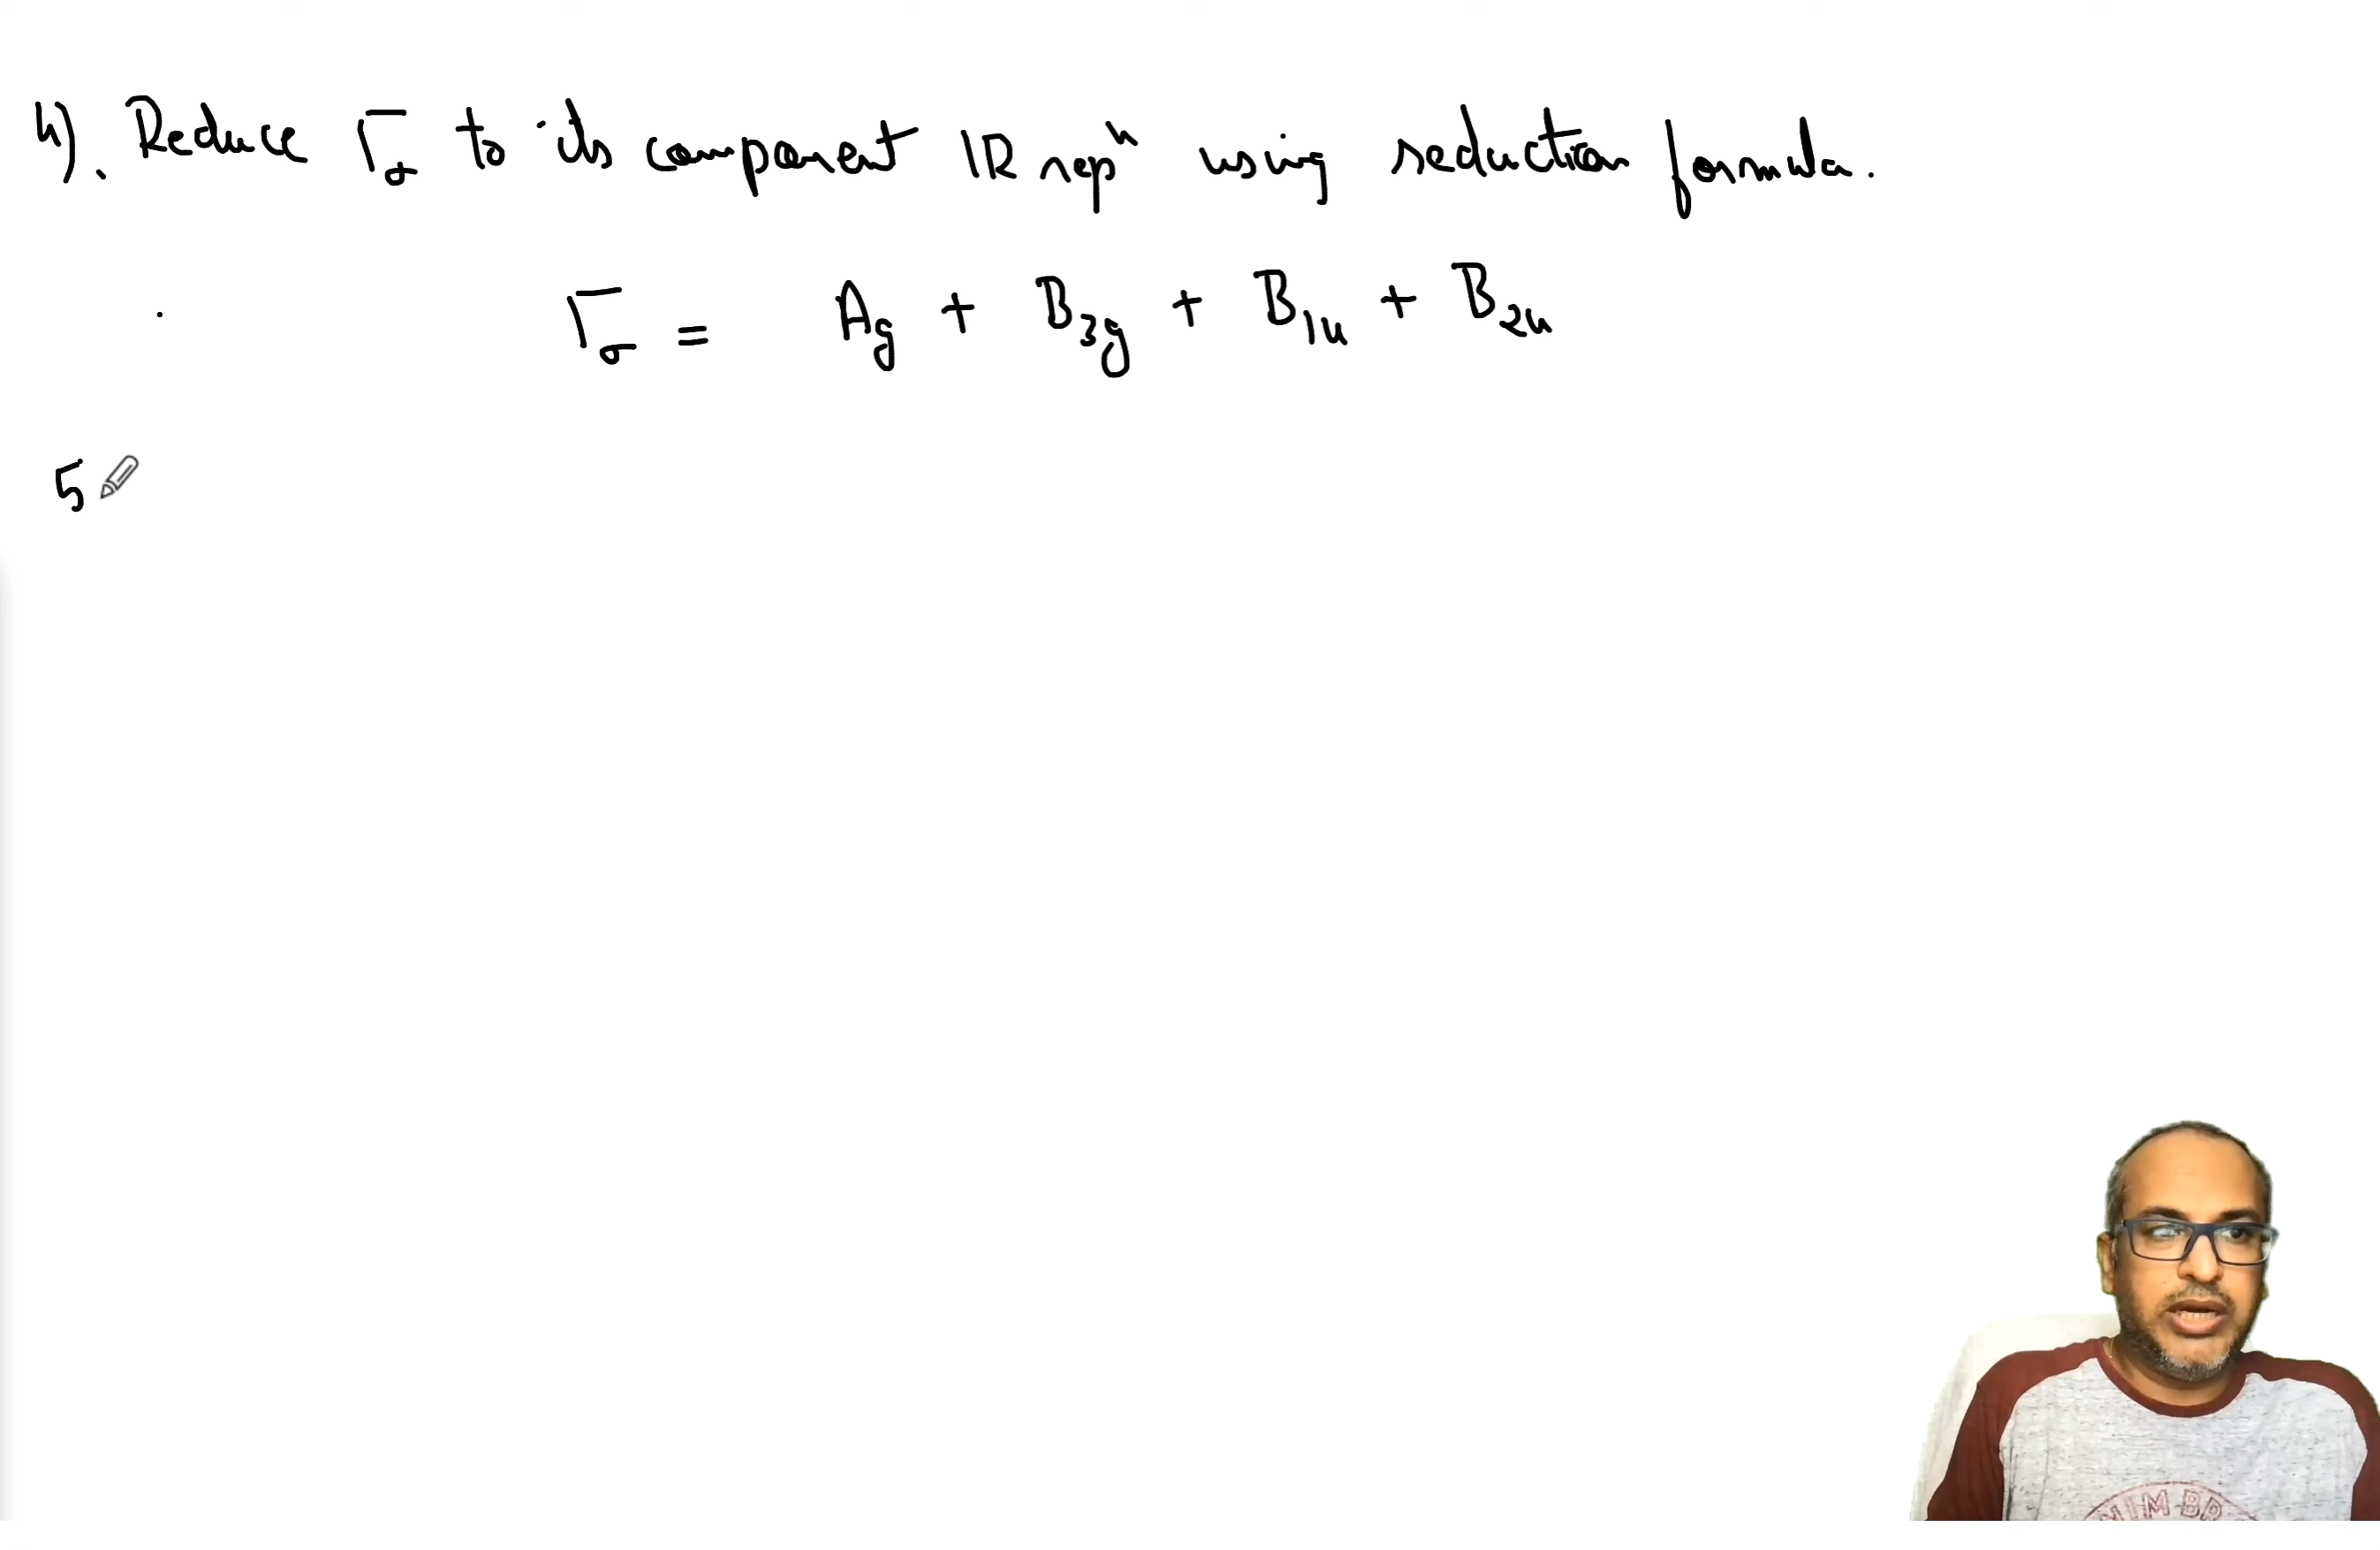 4). Reduce Γσ to its component IR repⁿ using reduction formula.
Γσ = Ag + B3g + B1u + B2u
5